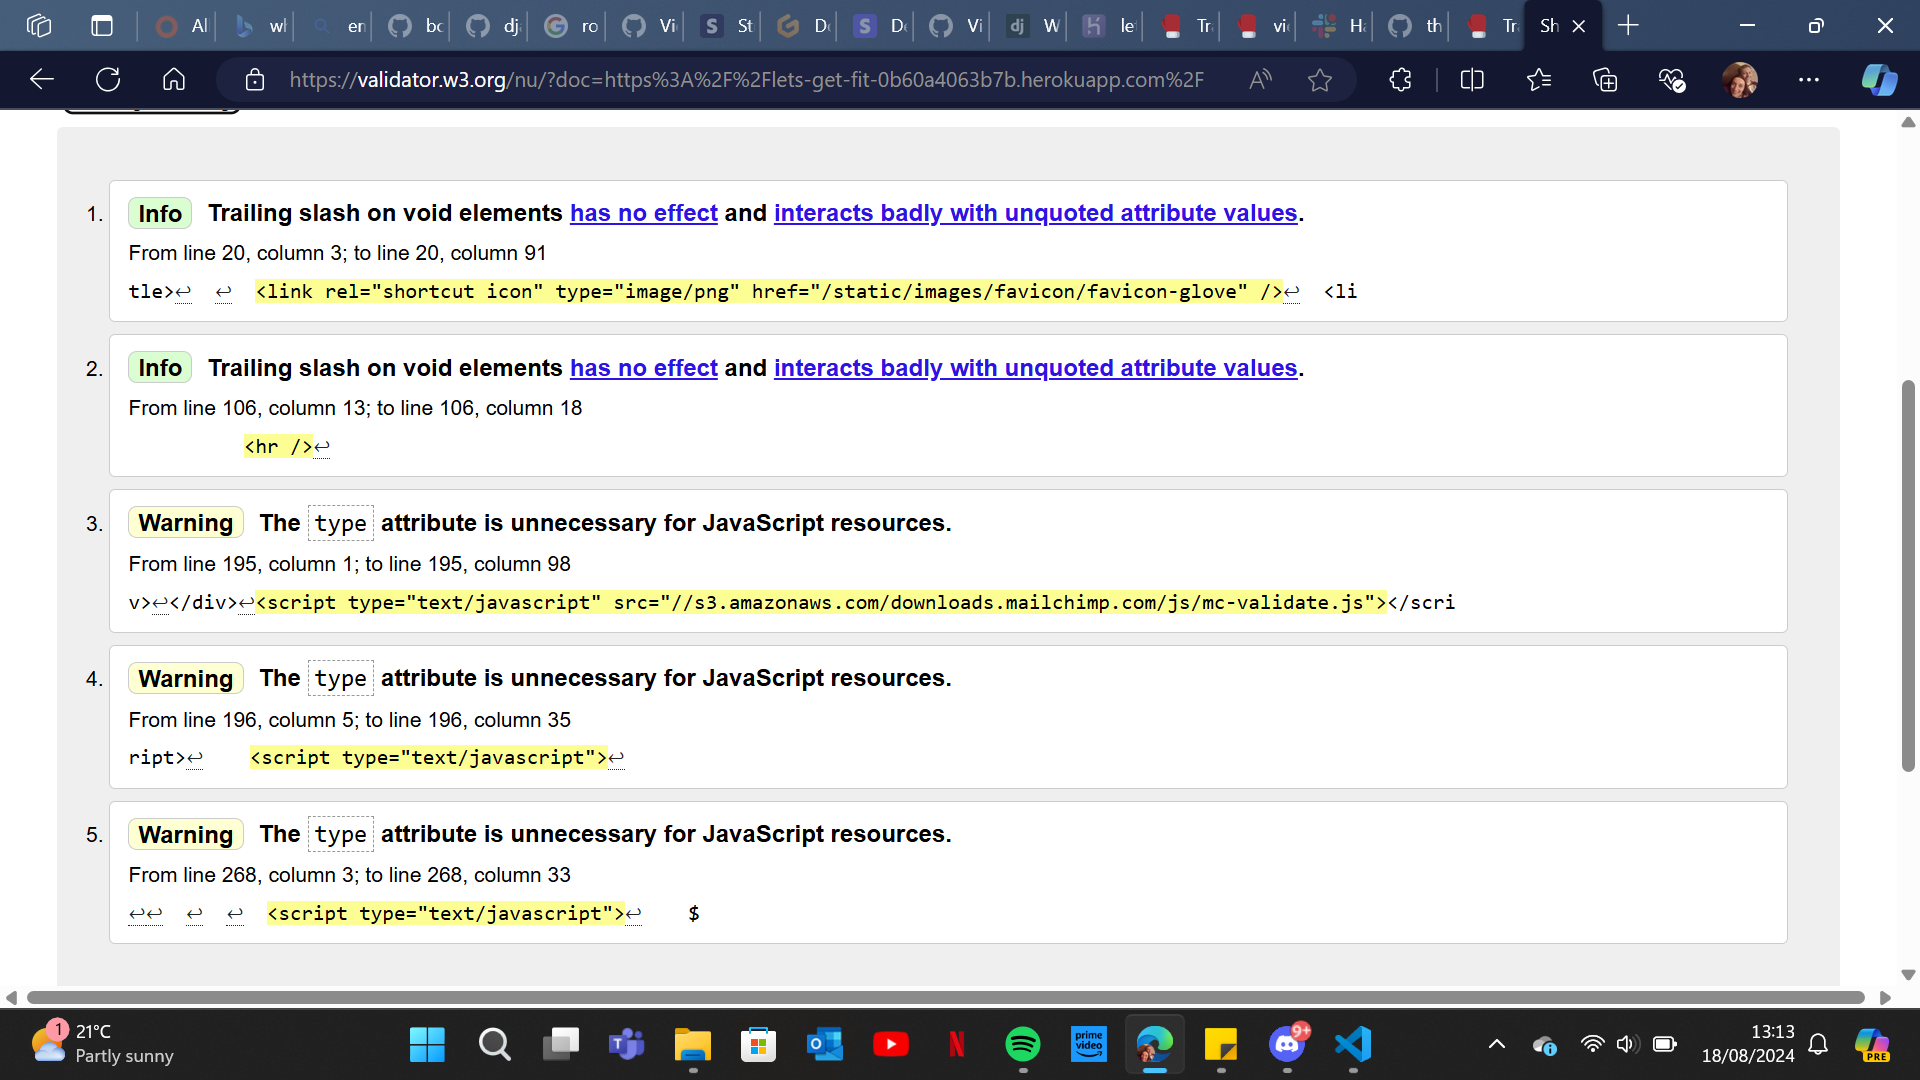 Al
wl
en
bo
dj
ro
Vi
St
De
De
Vi
W
le
Tr
vi
Ha
th
Tr
Sh
https://validator.w3.org/nu/?doc=https%3A%2F%2Flets-get-fit-0b60a4063b7b.herokuapp.com%2F
1. Info Trailing slash on void elements has no effect and interacts badly with unquoted attribute values.
From line 20, column 3; to line 20, column 91
tle>↩ ↩ <link rel="shortcut icon" type="image/png" href="/static/images/favicon/favicon-glove" />↩ <li
2. Info Trailing slash on void elements has no effect and interacts badly with unquoted attribute values.
From line 106, column 13; to line 106, column 18
<hr />↩
3. Warning The type attribute is unnecessary for JavaScript resources.
From line 195, column 1; to line 195, column 98
v>↩</div>↩<script type="text/javascript" src="//s3.amazonaws.com/downloads.mailchimp.com/js/mc-validate.js"></scri
4. Warning The type attribute is unnecessary for JavaScript resources.
From line 196, column 5; to line 196, column 35
ript>↩ <script type="text/javascript">↩
5. Warning The type attribute is unnecessary for JavaScript resources.
From line 268, column 3; to line 268, column 33
↩↩ ↩ ↩ <script type="text/javascript">↩ $
1
21°C
Partly sunny
prime video
9+
13:13
18/08/2024
PRE